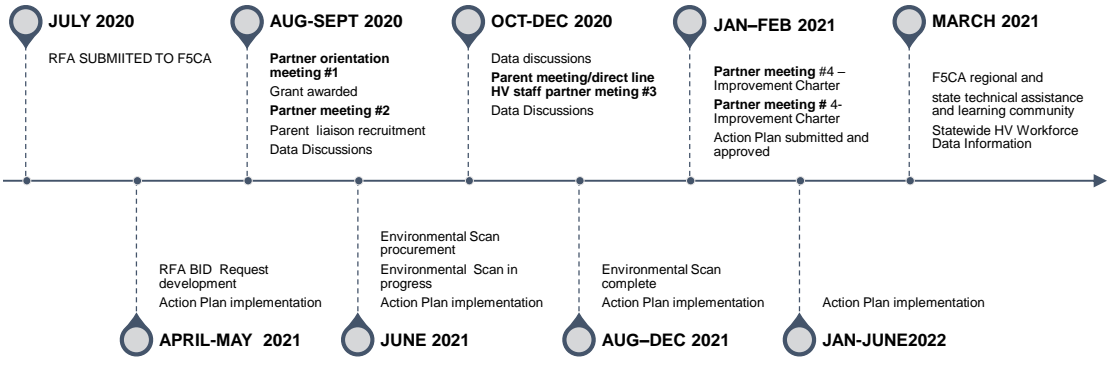 JULY 2020
RFA SUBMIITED TO F5CA
AUG-SEPT 2020
Partner orientation
meeting #1
Grant awarded
Partner meeting #2
Parent liaison recruitment
Data Discussions
OCT-DEC 2020
Data discussions
Parent meeting/direct line
HV staff partner meting #3
Data Discussions
JAN–FEB 2021
Partner meeting #4 –
Improvement Charter
Partner meeting # 4-
Improvement Charter
Action Plan submitted and
approved
MARCH 2021
F5CA regional and
state technical assistance
and learning community
Statewide HV Workforce
Data Information
RFA BID Request
development
Action Plan implementation
APRIL-MAY 2021
Environmental Scan
procurement
Environmental Scan in
progress
Action Plan implementation
JUNE 2021
Environmental Scan
complete
Action Plan implementation
AUG–DEC 2021
Action Plan implementation
JAN-JUNE2022